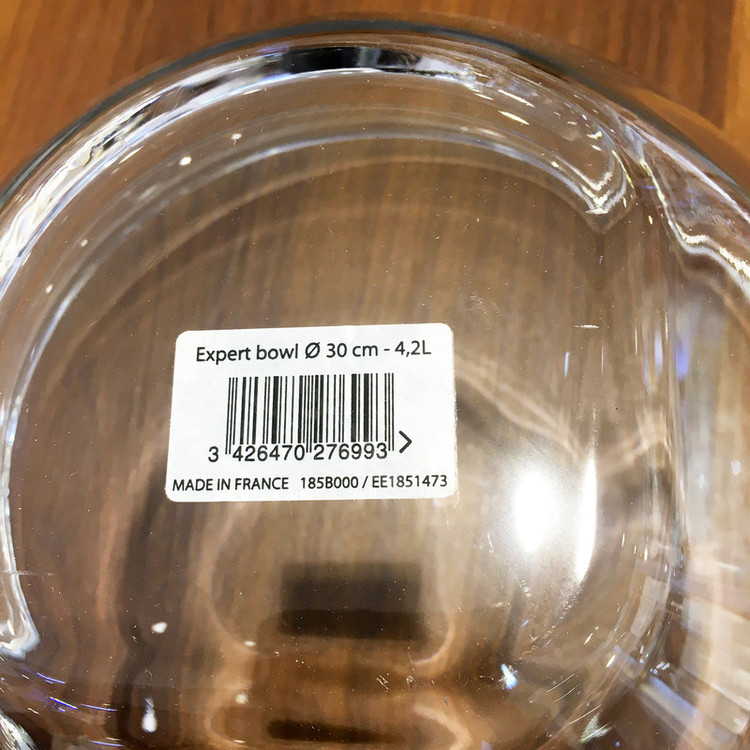 Expert bowl Ø 30 cm - 4,2L
3 426470 276993 >
MADE IN FRANCE 185B000 / EE1851473